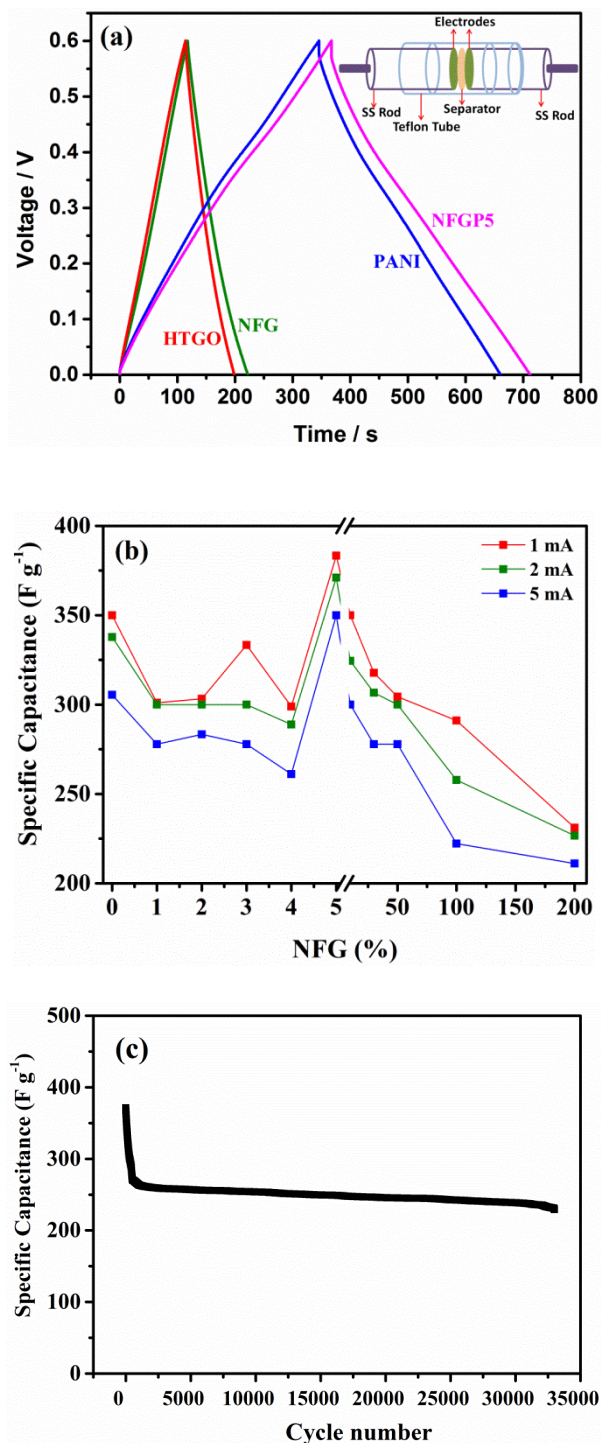 (a)
Electrodes
SS Rod
Separator
SS Rod
Teflon Tube
NFGP5
PANI
NFG
HTGO
0.6
0.5
0.4
0.3
0.2
0.1
0.0
Voltage / V
0 100 200 300 400 500 600 700 800
Time / s
(b)
1 mA
2 mA
5 mA
400
350
300
250
200
Specific Capacitance (F g-1)
0 1 2 3 4 5 50 100 150 200
NFG (%)
(c)
500
400
300
200
100
0
Specific Capacitance (F g-1)
0 5000 10000 15000 20000 25000 30000 35000
Cycle number